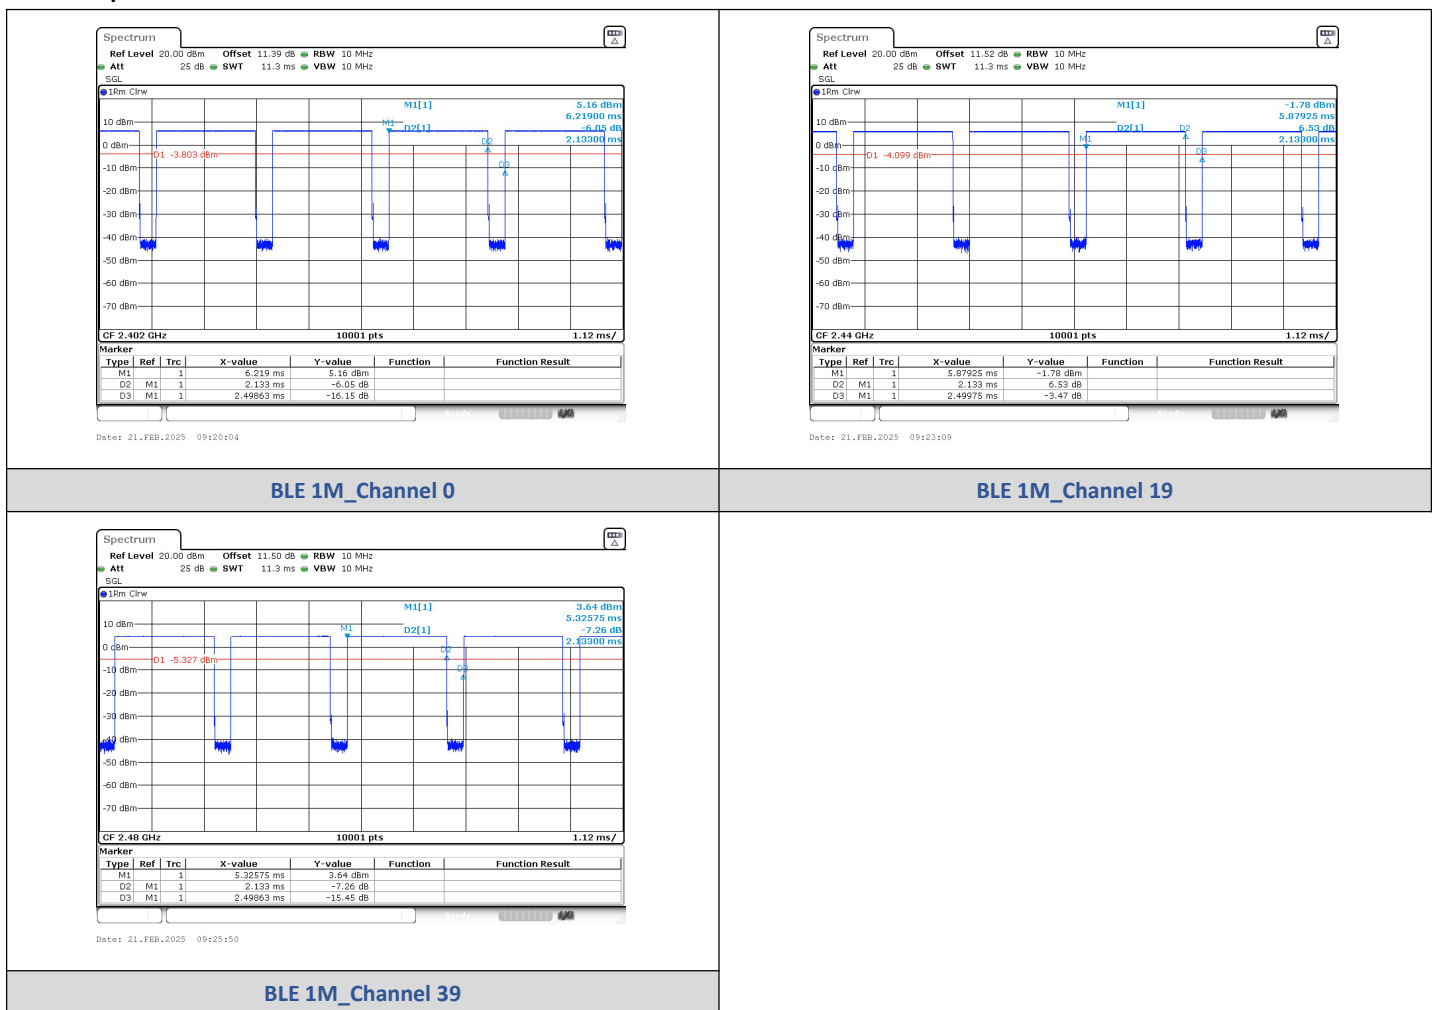 Spectrum
Ref Level 20.00 dBm Offset 11.39 dB RBW 10 MHz
Att 25 dB SWT 11.3 ms VBW 10 MHz
SGL
1Rm Clrw
M1[1] 5.16 dBm
6.21900 ms
10 dBm M1 D2[1] -6.05 dB
0 dBm D2 2.13300 ms
D1 -3.803 dBm
-10 dBm D3
-20 dBm
-30 dBm
-40 dBm
-50 dBm
-60 dBm
-70 dBm
CF 2.402 GHz 10001 pts 1.12 ms/
Marker
Type Ref Trc X-value Y-value Function Function Result
M1 1 6.219 ms 5.16 dBm
D2 M1 1 2.133 ms -6.05 dB
D3 M1 1 2.49863 ms -16.15 dB
Date: 21.FEB.2025 09:20:04
BLE 1M_Channel 0
Spectrum
Ref Level 20.00 dBm Offset 11.52 dB RBW 10 MHz
Att 25 dB SWT 11.3 ms VBW 10 MHz
SGL
1Rm Clrw
M1[1] -1.78 dBm
5.87925 ms
10 dBm D2[1] D2 6.53 dB
0 dBm M1 2.13300 ms
D1 -4.099 dBm D3
-10 dBm
-20 dBm
-30 dBm
-40 dBm
-50 dBm
-60 dBm
-70 dBm
CF 2.44 GHz 10001 pts 1.12 ms/
Marker
Type Ref Trc X-value Y-value Function Function Result
M1 1 5.87925 ms -1.78 dBm
D2 M1 1 2.133 ms 6.53 dB
D3 M1 1 2.49975 ms -3.47 dB
Date: 21.FEB.2025 09:23:09
BLE 1M_Channel 19
Spectrum
Ref Level 20.00 dBm Offset 11.50 dB RBW 10 MHz
Att 25 dB SWT 11.3 ms VBW 10 MHz
SGL
1Rm Clrw
M1[1] 3.64 dBm
5.32575 ms
10 dBm M1 D2[1] -7.26 dB
0 dBm D2 2.13300 ms
D1 -5.327 dBm
-10 dBm D3
-20 dBm
-30 dBm
-40 dBm
-50 dBm
-60 dBm
-70 dBm
CF 2.48 GHz 10001 pts 1.12 ms/
Marker
Type Ref Trc X-value Y-value Function Function Result
M1 1 5.32575 ms 3.64 dBm
D2 M1 1 2.133 ms -7.26 dB
D3 M1 1 2.49863 ms -15.45 dB
Date: 21.FEB.2025 09:25:50
BLE 1M_Channel 39